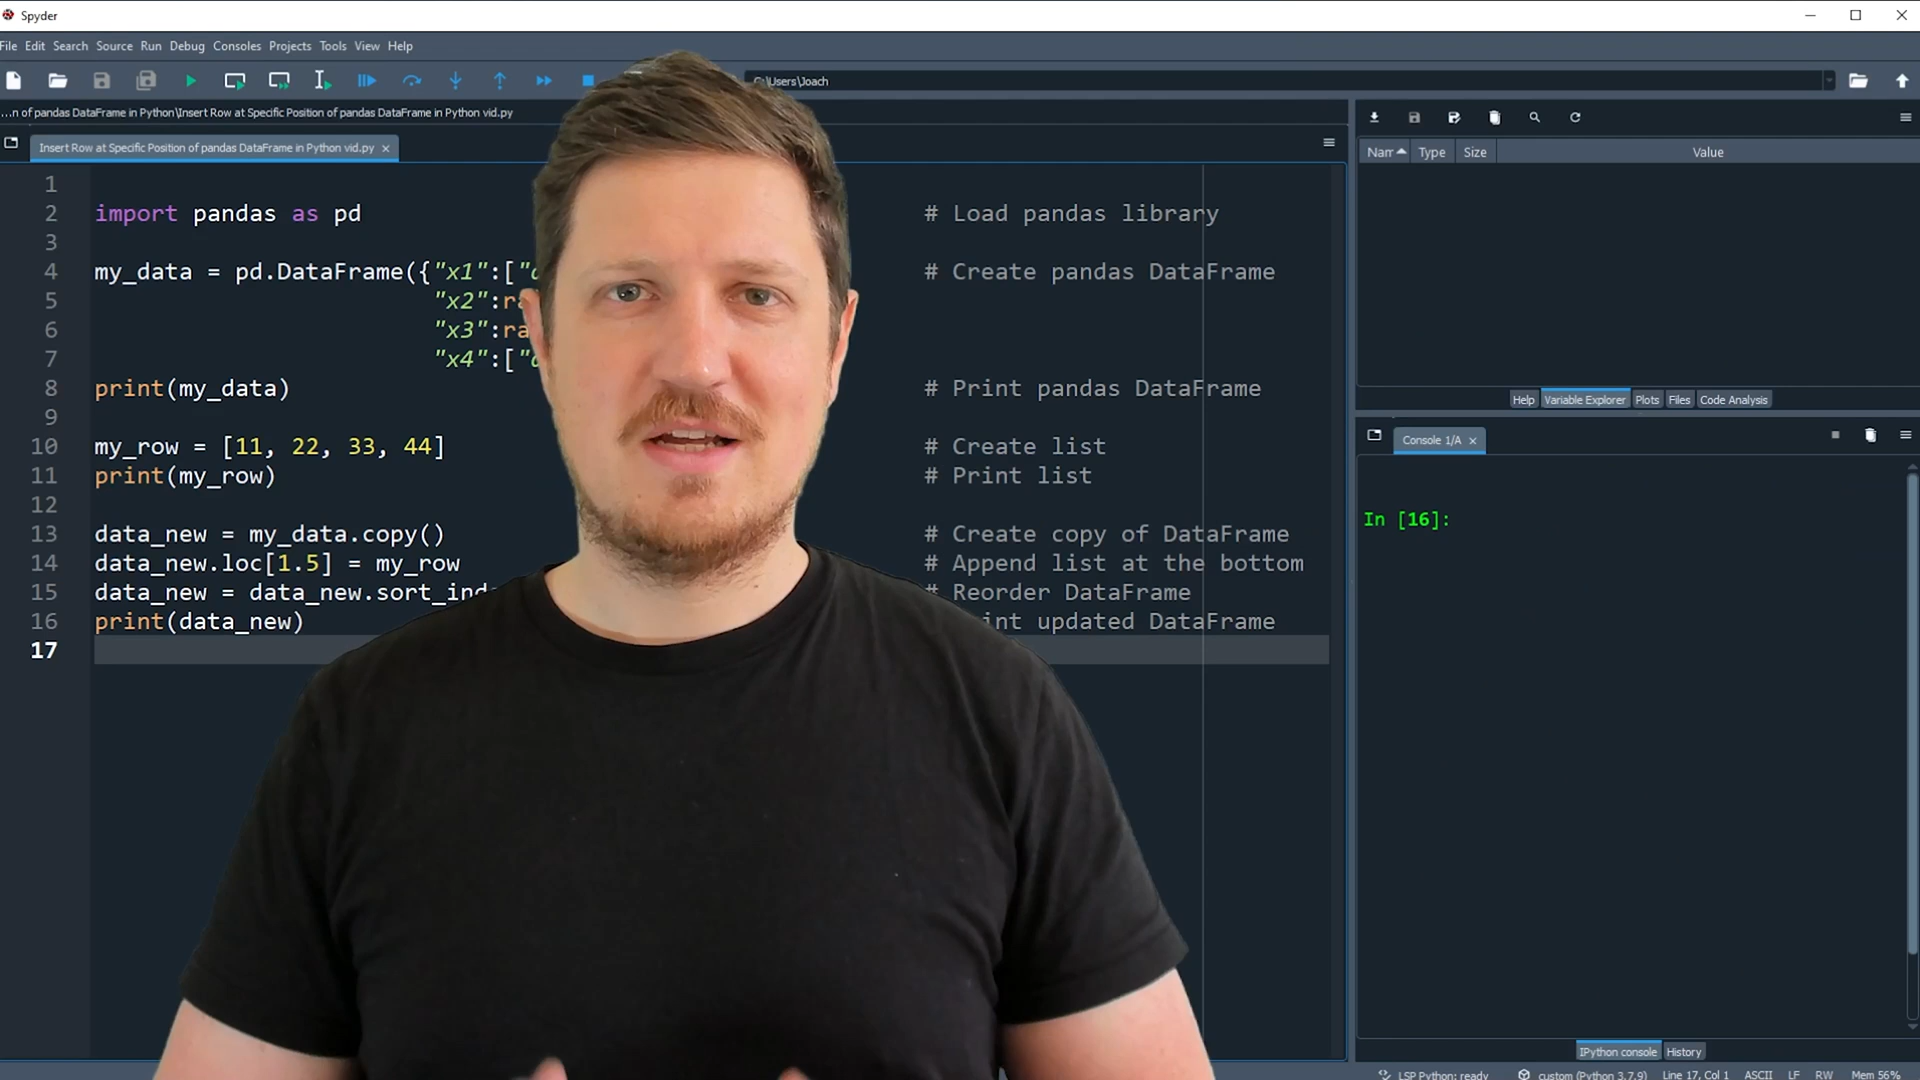 Spyder
File Edit Search Source Run Debug Consoles Projects Tools View Help
C:\Users\Joach
...n of pandas DataFrame in Python\Insert Row at Specific Position of pandas DataFrame in Python vid.py
Insert Row at Specific Position of pandas DataFrame in Python vid.py
1
2 import pandas as pd # Load pandas library
3
4 my_data = pd.DataFrame({"x1":[" # Create pandas DataFrame
5 "x2":ra
6 "x3":ra
7 "x4":["
8 print(my_data) # Print pandas DataFrame
9
10 my_row = [11, 22, 33, 44] # Create list
11 print(my_row) # Print list
12
13 data_new = my_data.copy() # Create copy of DataFrame
14 data_new.loc[1.5] = my_row # Append list at the bottom
15 data_new = data_new.sort_ind # Reorder DataFrame
16 print(data_new) int updated DataFrame
17
Nam Type Size Value
Help Variable Explorer Plots Files Code Analysis
Console 1/A
In [16]:
IPython console History
LSP Python: ready custom (Python 3.7.9) Line 17, Col 1 ASCII LF RW Mem 56%